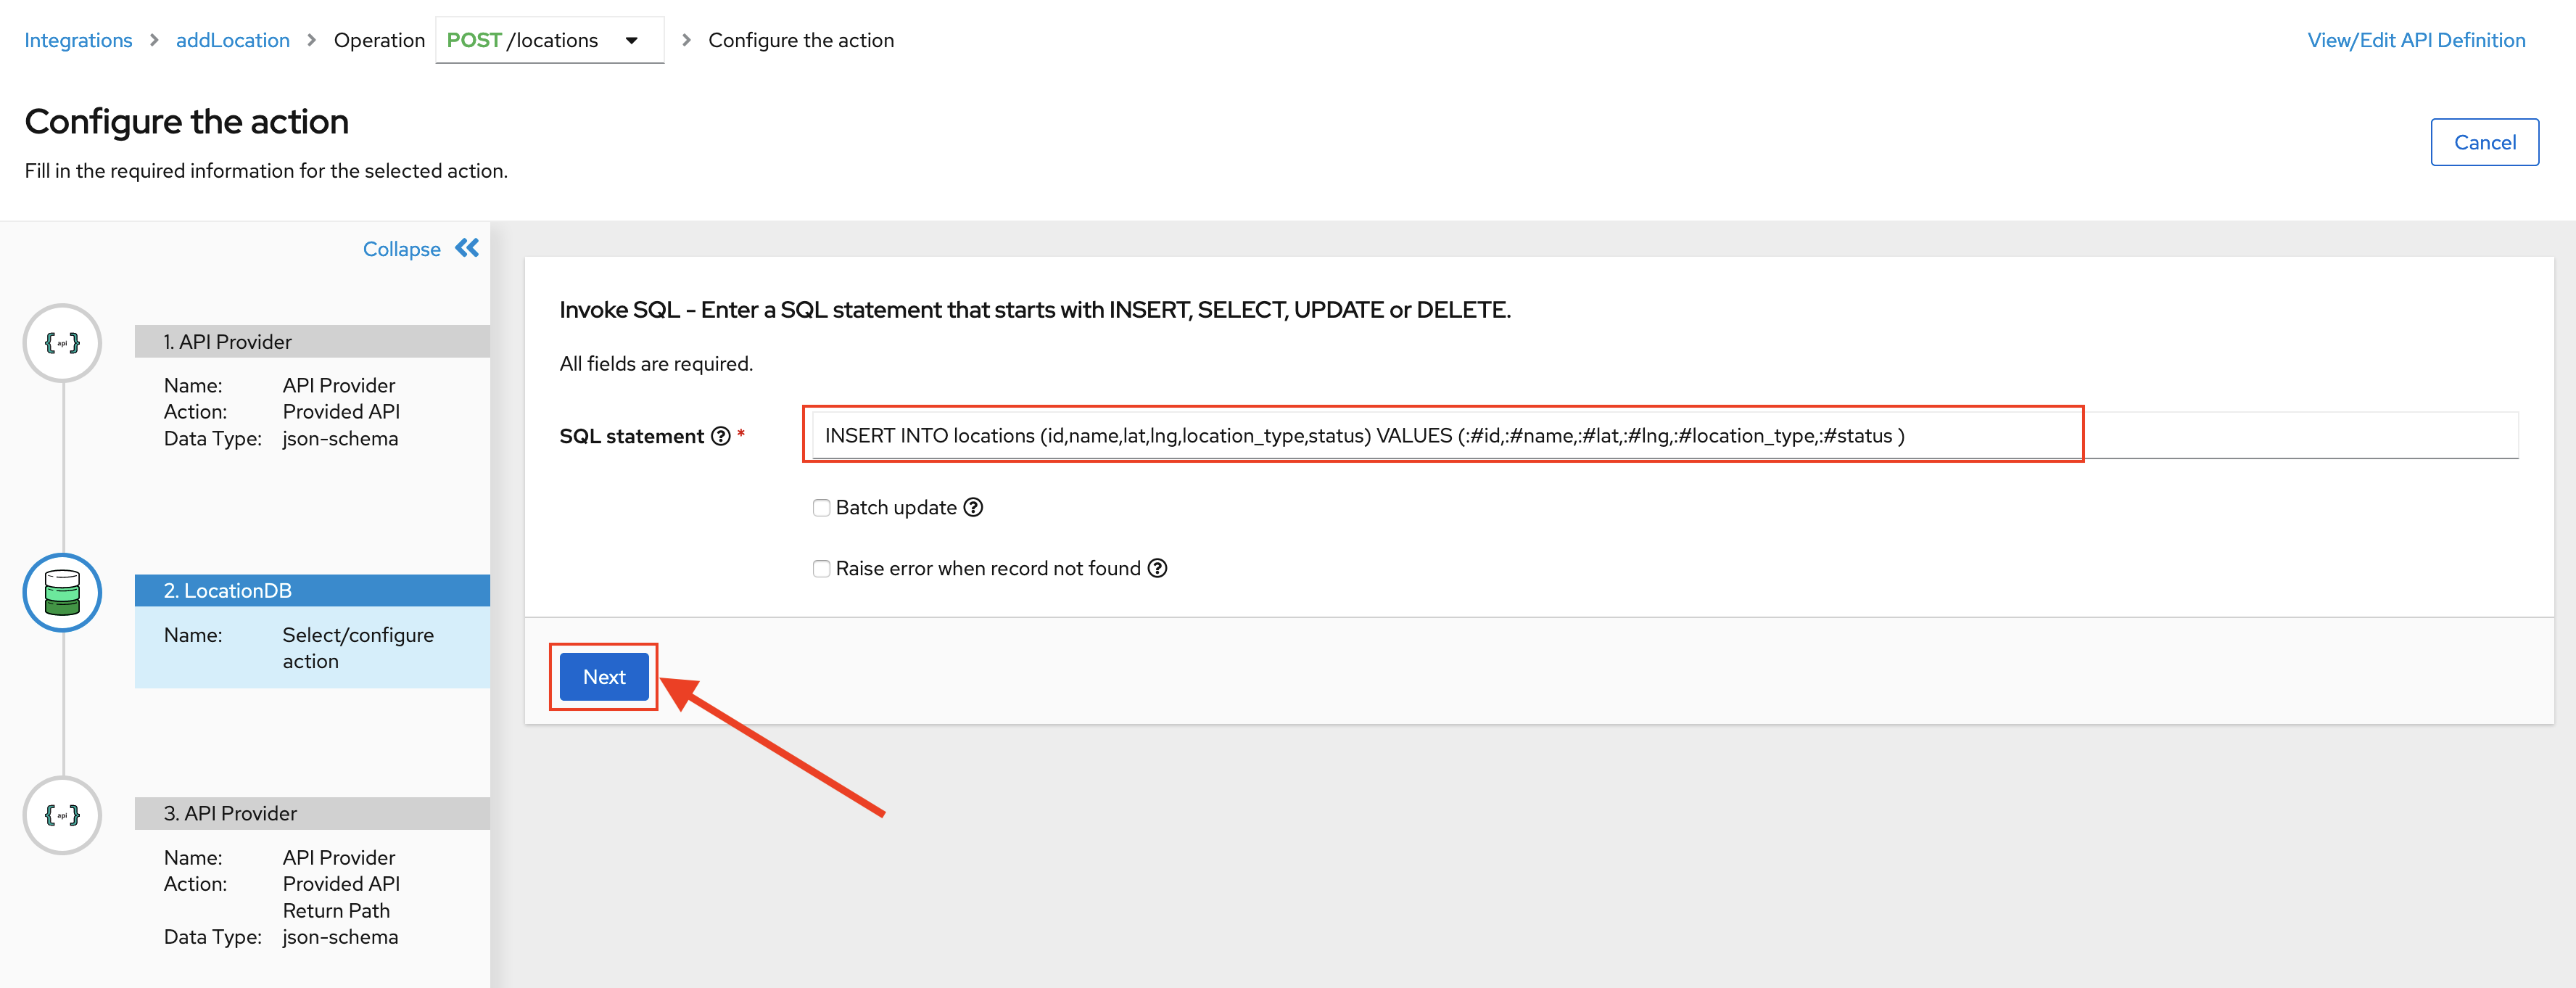 Integrations > addLocation > Operation POST /locations > Configure the action
View/Edit API Definition
Configure the action
Fill in the required information for the selected action.
Cancel
Collapse
{api}
1. API Provider
Name: API Provider
Action: Provided API
Data Type: json-schema
2. LocationDB
Name: Select/configure
action
{api}
3. API Provider
Name: API Provider
Action: Provided API
Return Path
Data Type: json-schema
Invoke SQL - Enter a SQL statement that starts with INSERT, SELECT, UPDATE or DELETE.
All fields are required.
SQL statement ? * INSERT INTO locations (id,name,lat,lng,location_type,status) VALUES (:#id,:#name,:#lat,:#lng,:#location_type,:#status )
Batch update ?
Raise error when record not found ?
Next